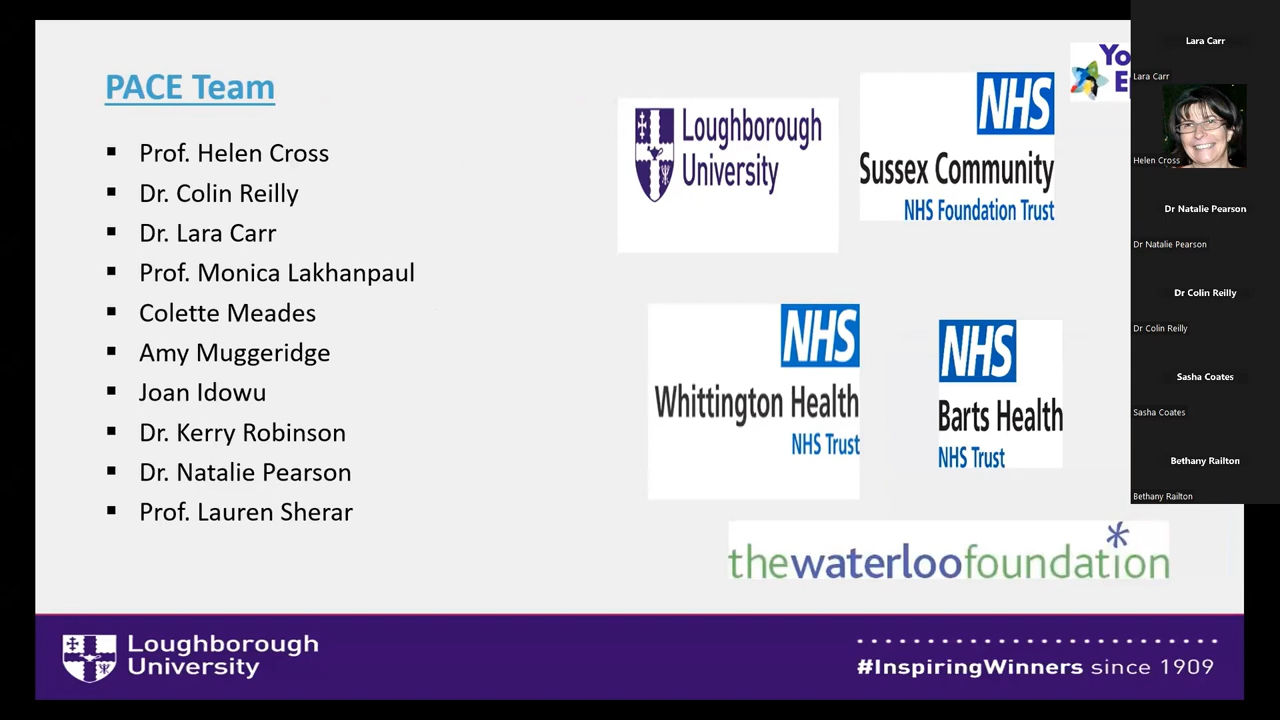 PACE Team
Prof. Helen Cross
Dr. Colin Reilly
Dr. Lara Carr
Prof. Monica Lakhanpaul
Colette Meades
Amy Muggeridge
Joan Idowu
Dr. Kerry Robinson
Dr. Natalie Pearson
Prof. Lauren Sherar
Loughborough
University
NHS
Sussex Community
NHS Foundation Trust
NHS
Whittington Health
NHS Trust
NHS
Barts Health
NHS Trust
thewaterloofoundation
Loughborough
University
#InspiringWinners since 1909
Lara Carr
Lara Carr
Helen Cross
Dr Natalie Pearson
Dr Natalie Pearson
Dr Colin Reilly
Dr Colin Reilly
Sasha Coates
Sasha Coates
Bethany Railton
Bethany Railton